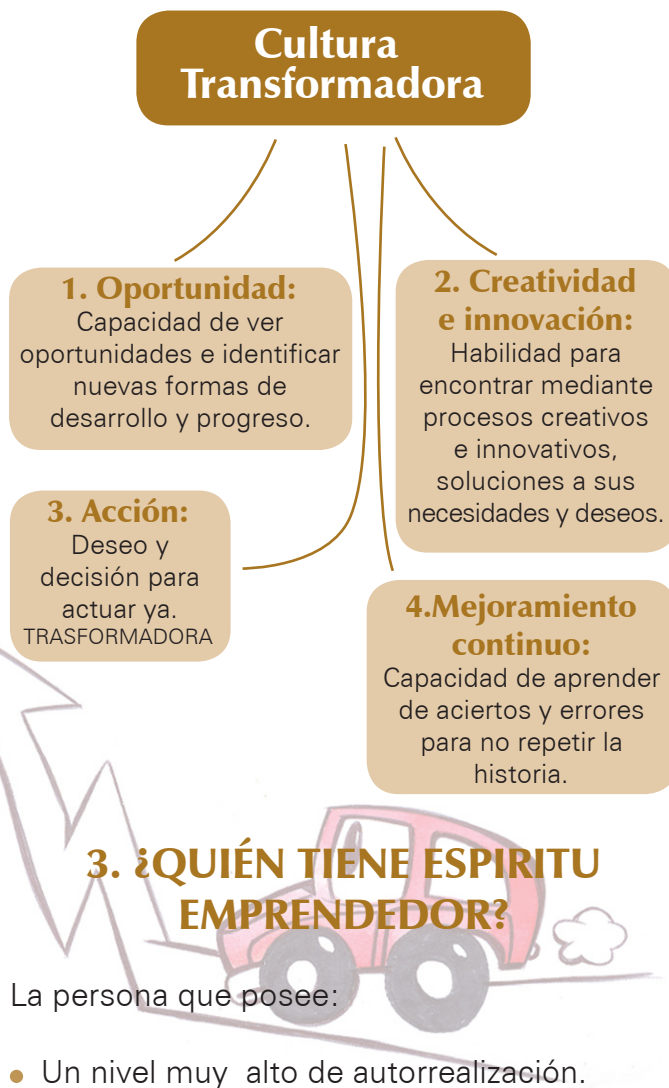 Cultura
Transformadora
1. Oportunidad:
Capacidad de ver
oportunidades e identificar
nuevas formas de
desarrollo y progreso.
2. Creatividad
e innovación:
Habilidad para
encontrar mediante
procesos creativos
e innovativos,
soluciones a sus
necesidades y deseos.
3. Acción:
Deseo y
decisión para
actuar ya.
TRASFORMADORA
4.Mejoramiento
continuo:
Capacidad de aprender
de aciertos y errores
para no repetir la
historia.
3. ¿QUIÉN TIENE ESPIRITU
EMPRENDEDOR?
La persona que posee:
• Un nivel muy alto de autorrealización.